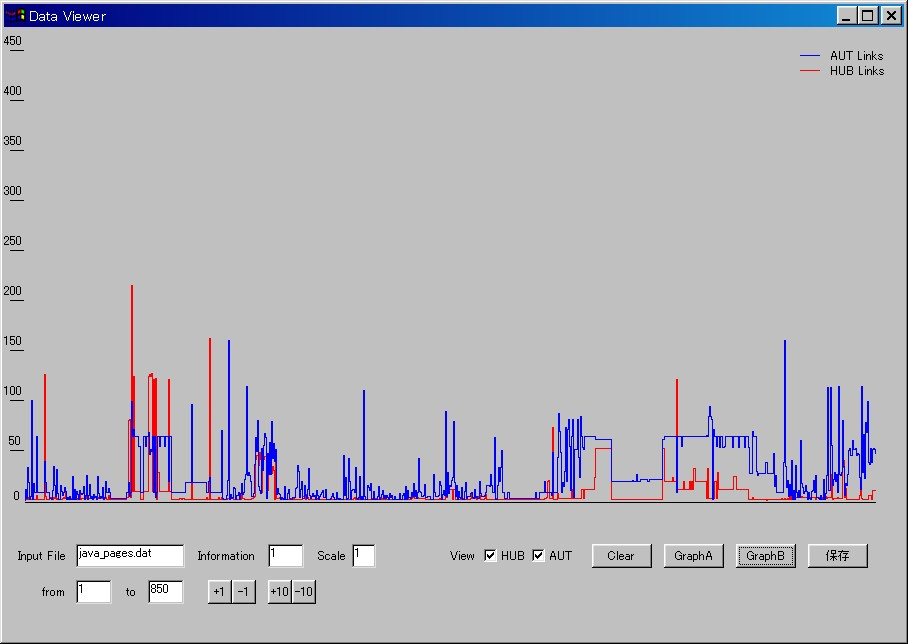 Data Viewer
450
400
350
300
250
200
150
100
50
0
AUT Links
HUB Links
Input File java_pages.dat Information 1 Scale 1 View HUB AUT Clear GraphA GraphB 保存
from 1 to 850 +1 -1 +10 -10